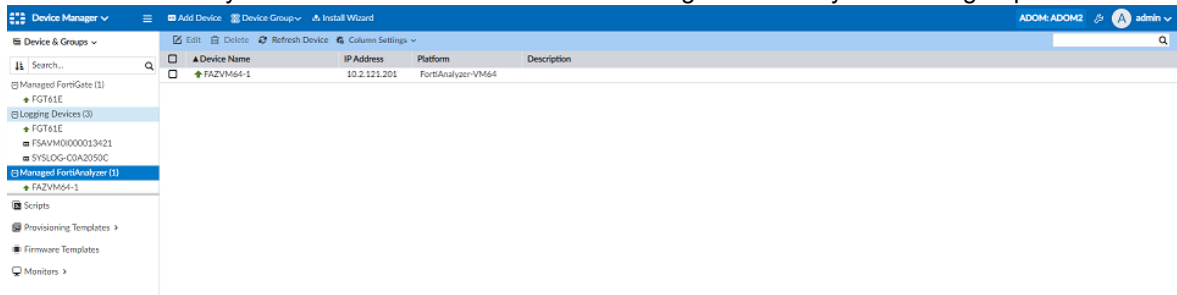 Device Manager
Add Device Device Group Install Wizard
ADOM: ADOM2 A admin
Device & Groups
Edit Delete Refresh Device Column Settings
Search...
Device Name IP Address Platform Description
FAZVM64-1 10.2.121.201 FortiAnalyzer-VM64
Managed FortiGate (1)
FGT61E
Logging Devices (3)
FGT61E
FSAVM0I000013421
SYSLOG-C0A2050C
Managed FortiAnalyzer (1)
FAZVM64-1
Scripts
Provisioning Templates >
Firmware Templates
Monitors >